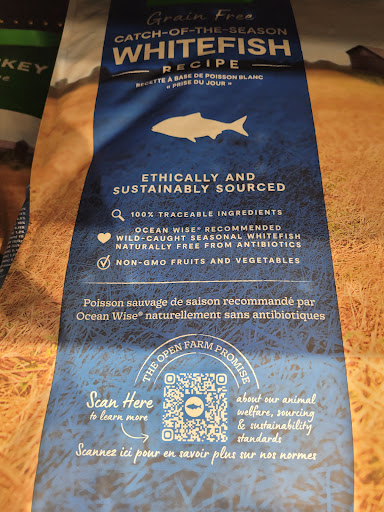 Grain Free
CATCH-OF-THE-SEASON
WHITEFISH
RECIPE
RECETTE À BASE DE POISSON BLANC
« PRISE DU JOUR »
KEY
ETHICALLY AND
SUSTAINABLY SOURCED
100% TRACEABLE INGREDIENTS
OCEAN WISE® RECOMMENDED
WILD-CAUGHT SEASONAL WHITEFISH
NATURALLY FREE FROM ANTIBIOTICS
NON-GMO FRUITS AND VEGETABLES
Poisson sauvage de saison recommandé par
Ocean Wise® naturellement sans antibiotiques
THE OPEN FARM PROMISE
Scan Here
to learn more
about our animal
welfare, sourcing
& sustainability
standards
Scannez ici pour en savoir plus sur nos normes